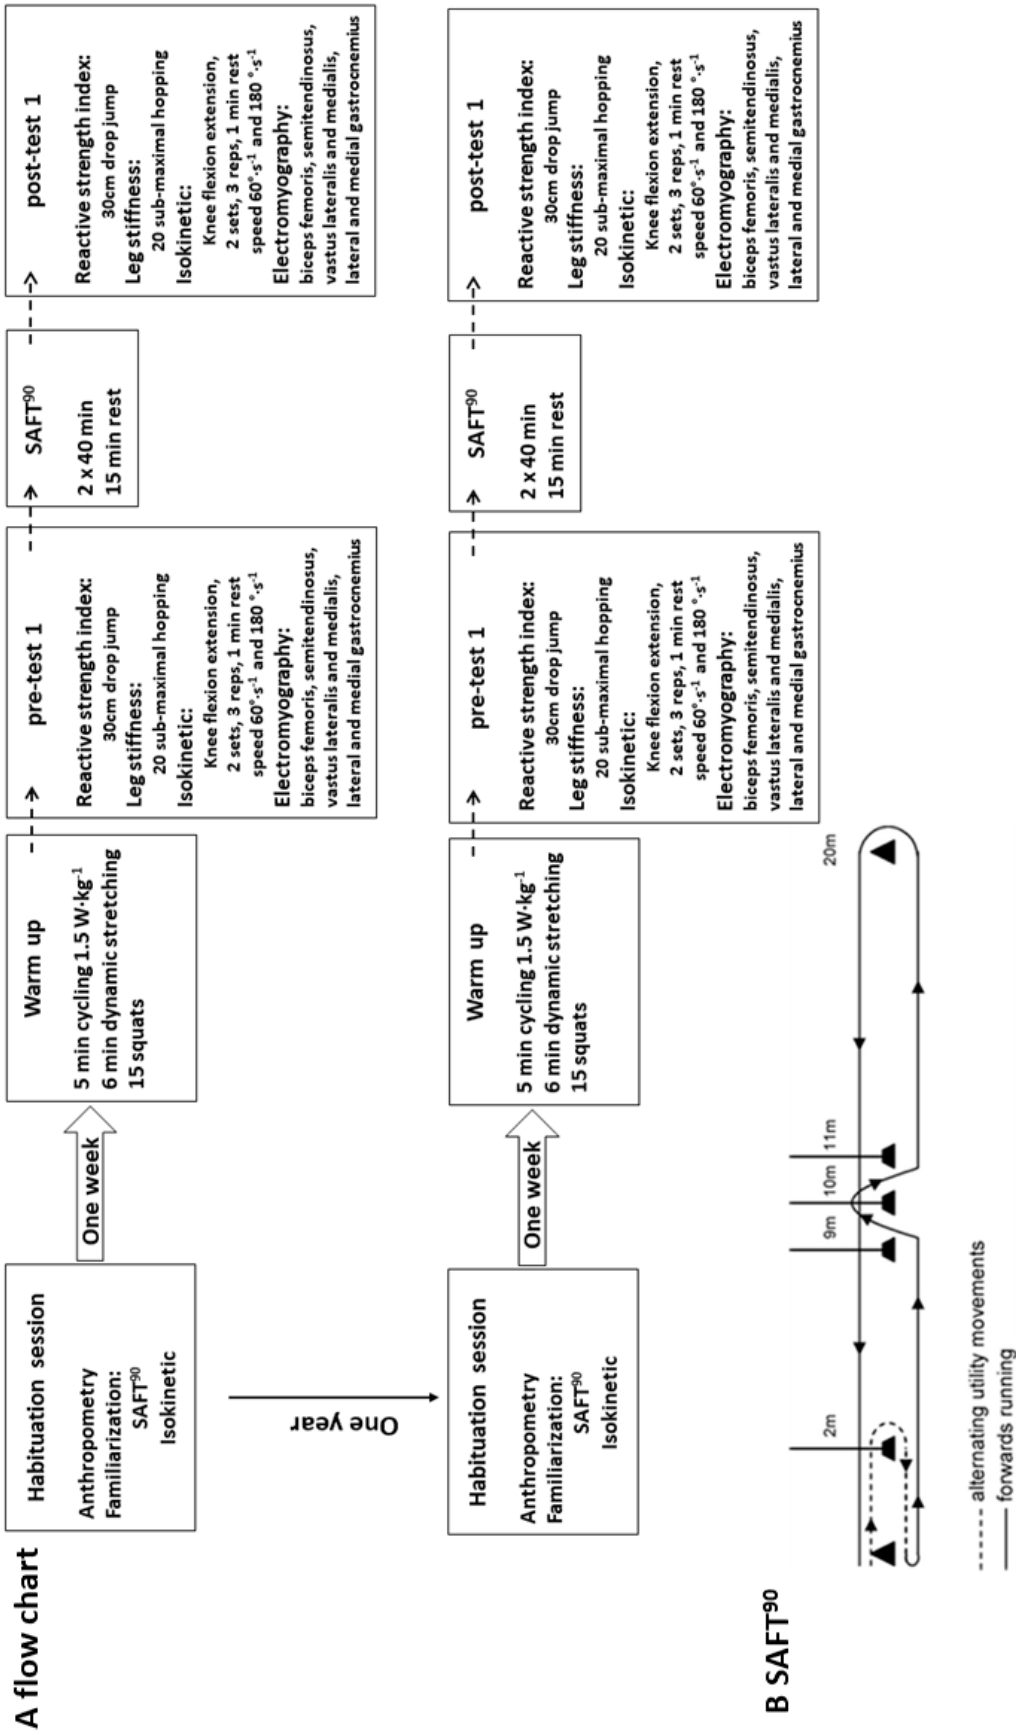 A flow chart
Habituation session
Anthropometry
Familiarization:
SAFT⁹⁰
Isokinetic
One week
Warm up
5 min cycling 1.5 W·kg⁻¹
6 min dynamic stretching
15 squats
pre-test 1
Reactive strength index:
30cm drop jump
Leg stiffness:
20 sub-maximal hopping
Isokinetic:
Knee flexion extension,
2 sets, 3 reps, 1 min rest
speed 60°·s⁻¹ and 180 °·s⁻¹
Electromyography:
biceps femoris, semitendinosus,
vastus lateralis and medialis,
lateral and medial gastrocnemius
SAFT⁹⁰
2 x 40 min
15 min rest
post-test 1
Reactive strength index:
30cm drop jump
Leg stiffness:
20 sub-maximal hopping
Isokinetic:
Knee flexion extension,
2 sets, 3 reps, 1 min rest
speed 60°·s⁻¹ and 180 °·s⁻¹
Electromyography:
biceps femoris, semitendinosus,
vastus lateralis and medialis,
lateral and medial gastrocnemius
One year
Habituation session
Anthropometry
Familiarization:
SAFT⁹⁰
Isokinetic
One week
Warm up
5 min cycling 1.5 W·kg⁻¹
6 min dynamic stretching
15 squats
pre-test 1
Reactive strength index:
30cm drop jump
Leg stiffness:
20 sub-maximal hopping
Isokinetic:
Knee flexion extension,
2 sets, 3 reps, 1 min rest
speed 60°·s⁻¹ and 180 °·s⁻¹
Electromyography:
biceps femoris, semitendinosus,
vastus lateralis and medialis,
lateral and medial gastrocnemius
SAFT⁹⁰
2 x 40 min
15 min rest
post-test 1
Reactive strength index:
30cm drop jump
Leg stiffness:
20 sub-maximal hopping
Isokinetic:
Knee flexion extension,
2 sets, 3 reps, 1 min rest
speed 60°·s⁻¹ and 180 °·s⁻¹
Electromyography:
biceps femoris, semitendinosus,
vastus lateralis and medialis,
lateral and medial gastrocnemius
B SAFT⁹⁰
2m 9m 10m 11m 20m
alternating utility movements
forwards running